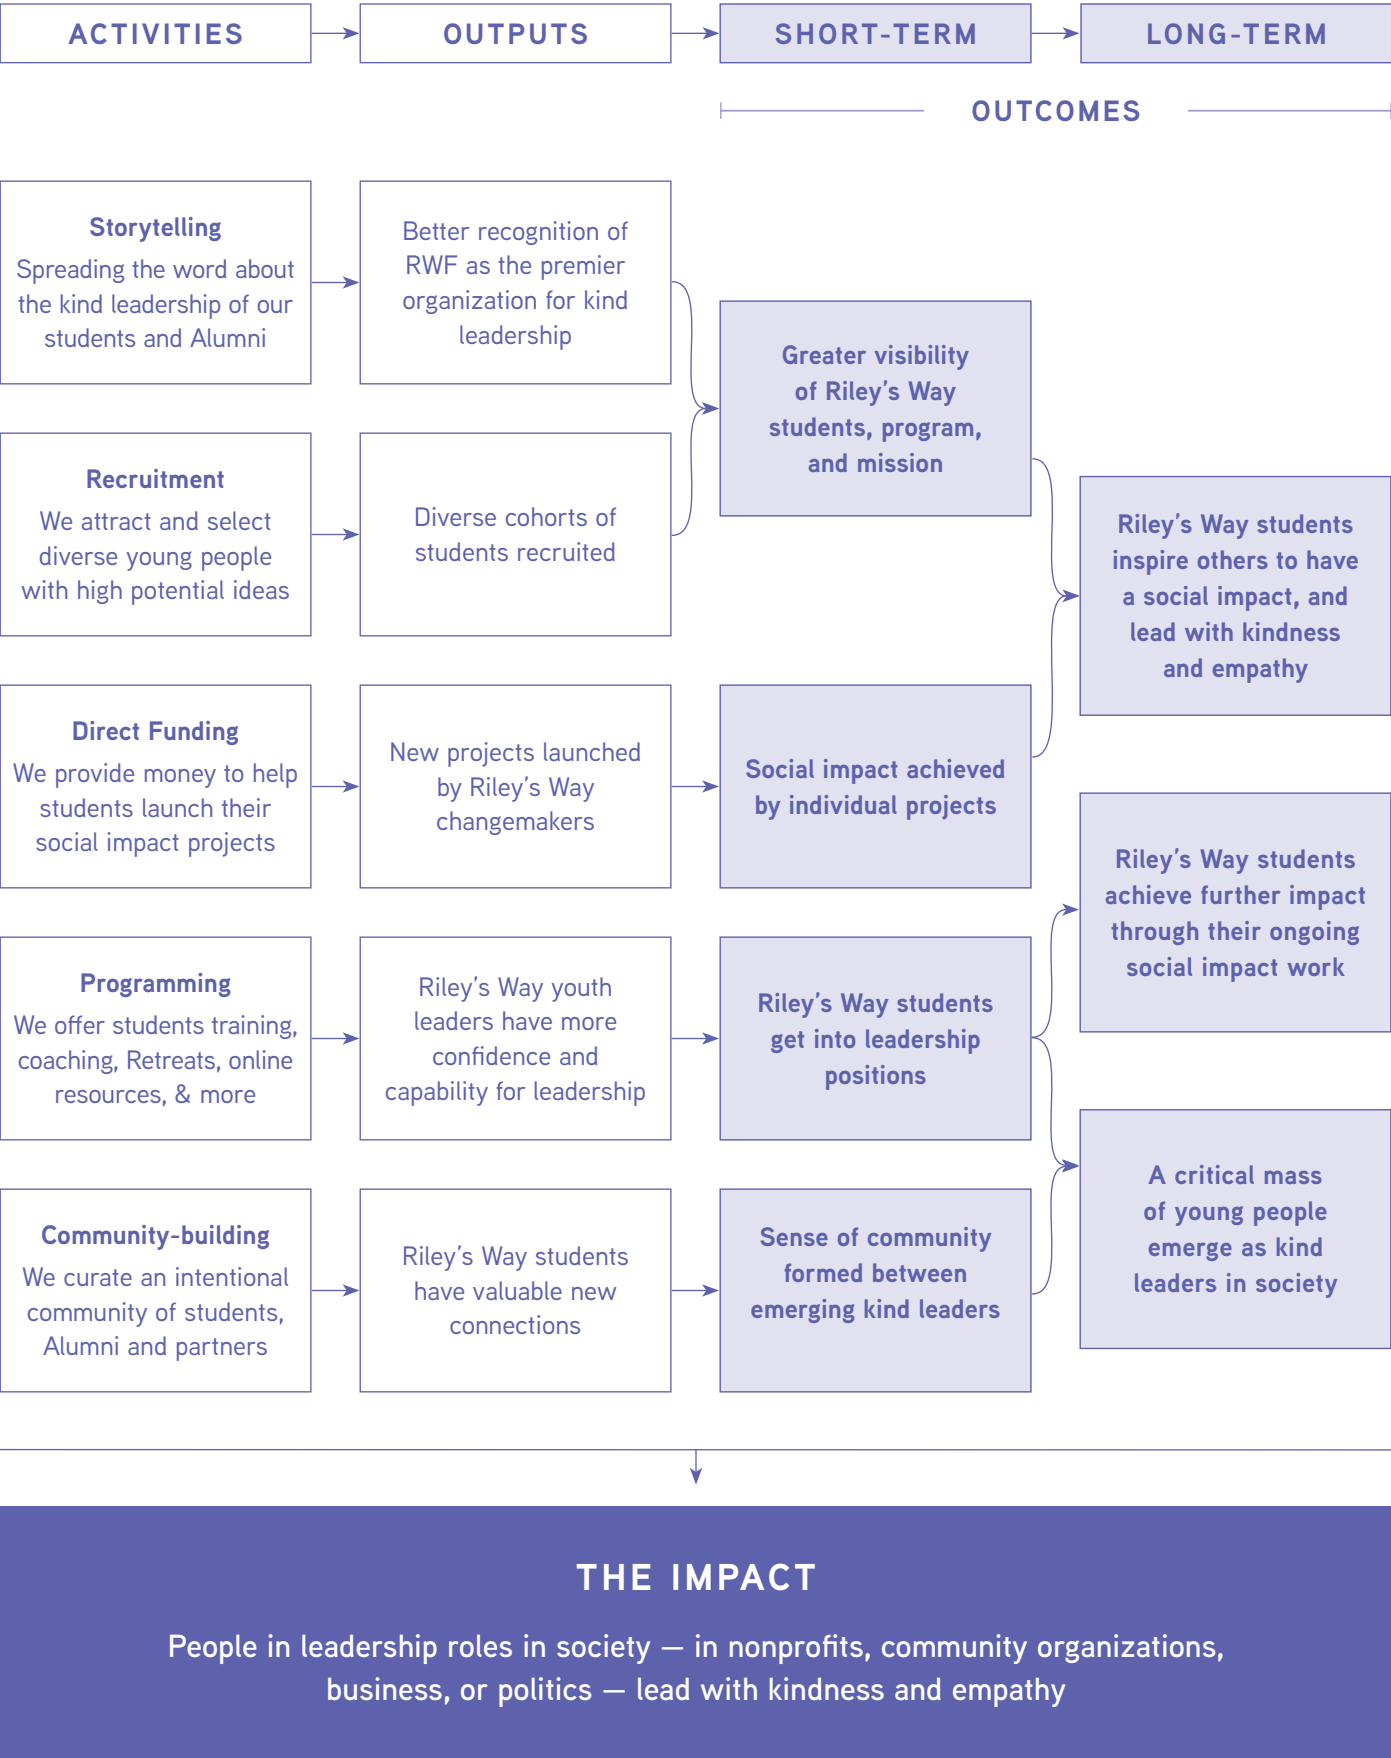 ACTIVITIES
OUTPUTS
SHORT-TERM
LONG-TERM
OUTCOMES
Storytelling
Spreading the word about
the kind leadership of our
students and Alumni
Better recognition of
RWF as the premier
organization for kind
leadership
Greater visibility
of Riley’s Way
students, program,
and mission
Recruitment
We attract and select
diverse young people
with high potential ideas
Diverse cohorts of
students recruited
Riley’s Way students
inspire others to have
a social impact, and
lead with kindness
and empathy
Direct Funding
We provide money to help
students launch their
social impact projects
New projects launched
by Riley’s Way
changemakers
Social impact achieved
by individual projects
Riley’s Way students
achieve further impact
through their ongoing
social impact work
Programming
We offer students training,
coaching, Retreats, online
resources, & more
Riley’s Way youth
leaders have more
confidence and
capability for leadership
Riley’s Way students
get into leadership
positions
A critical mass
of young people
emerge as kind
leaders in society
Community-building
We curate an intentional
community of students,
Alumni and partners
Riley’s Way students
have valuable new
connections
Sense of community
formed between
emerging kind leaders
THE IMPACT
People in leadership roles in society — in nonprofits, community organizations,
business, or politics — lead with kindness and empathy